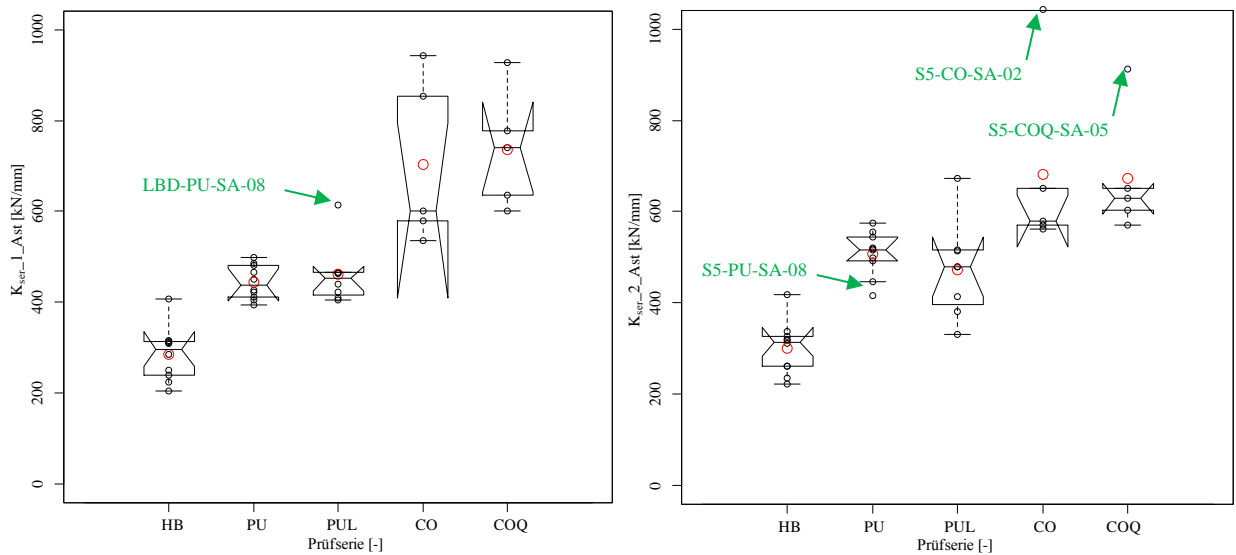 K_ser_1_Ast [kN/mm]
1000
800
600
400
200
0
LBD-PU-SA-08
HB PU PUL CO COQ
Prüfserie [-]
K_ser_2_Ast [kN/mm]
1000
800
600
400
200
0
S5-CO-SA-02
S5-COQ-SA-05
S5-PU-SA-08
HB PU PUL CO COQ
Prüfserie [-]